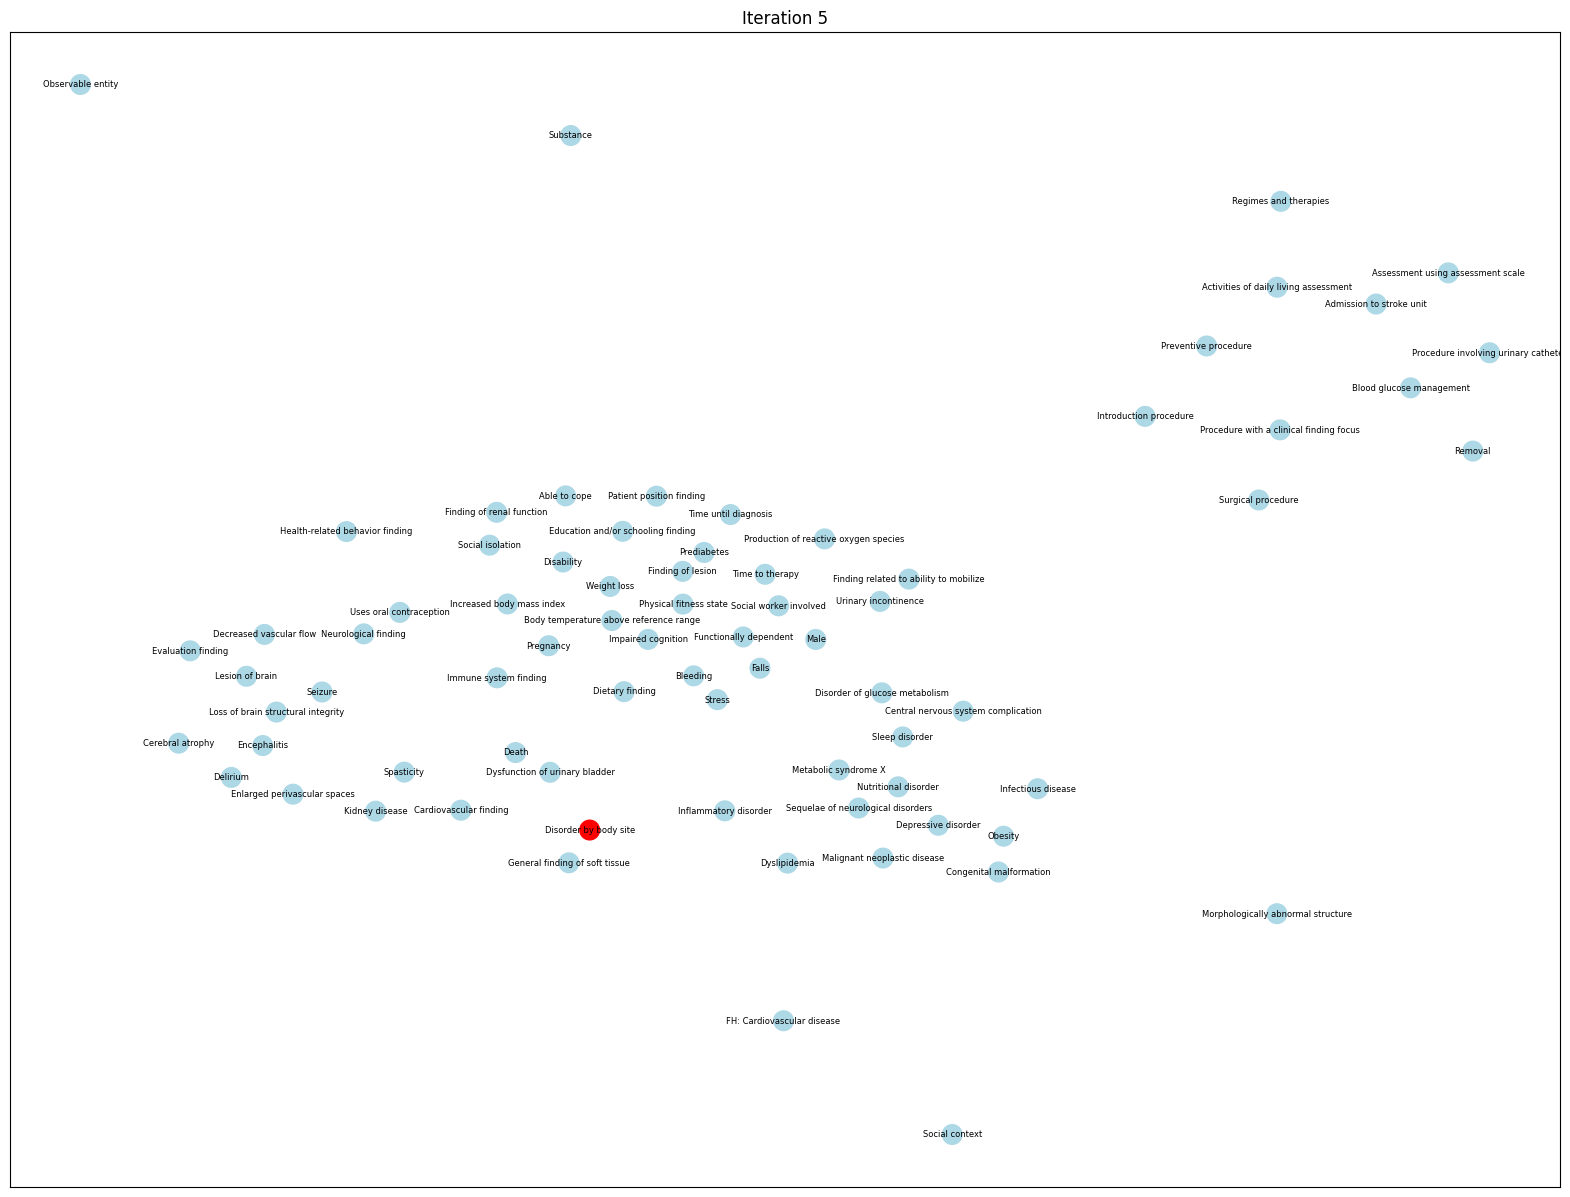 Iteration 5
Observable entity
Substance
Regimes and therapies
Assessment using assessment scale
Activities of daily living assessment
Admission to stroke unit
Preventive procedure
Procedure involving urinary cathete
Blood glucose management
Introduction procedure
Procedure with a clinical finding focus
Removal
Able to cope
Patient position finding
Surgical procedure
Finding of renal function
Time until diagnosis
Health-related behavior finding
Education and/or schooling finding
Production of reactive oxygen species
Social isolation
Prediabetes
Disability
Finding of lesion
Time to therapy
Finding related to ability to mobilize
Weight loss
Urinary incontinence
Increased body mass index
Physical fitness state
Social worker involved
Uses oral contraception
Body temperature above reference range
Decreased vascular flow
Neurological finding
Functionally dependent
Impaired cognition
Male
Pregnancy
Evaluation finding
Falls
Lesion of brain
Bleeding
Immune system finding
Seizure
Dietary finding
Disorder of glucose metabolism
Stress
Loss of brain structural integrity
Central nervous system complication
Sleep disorder
Cerebral atrophy
Encephalitis
Death
Metabolic syndrome X
Spasticity
Dysfunction of urinary bladder
Delirium
Nutritional disorder
Infectious disease
Enlarged perivascular spaces
Sequelae of neurological disorders
Cardiovascular finding
Kidney disease
Inflammatory disorder
Depressive disorder
Disorder by body site
Obesity
Malignant neoplastic disease
General finding of soft tissue
Dyslipidemia
Congenital malformation
Morphologically abnormal structure
FH: Cardiovascular disease
Social context